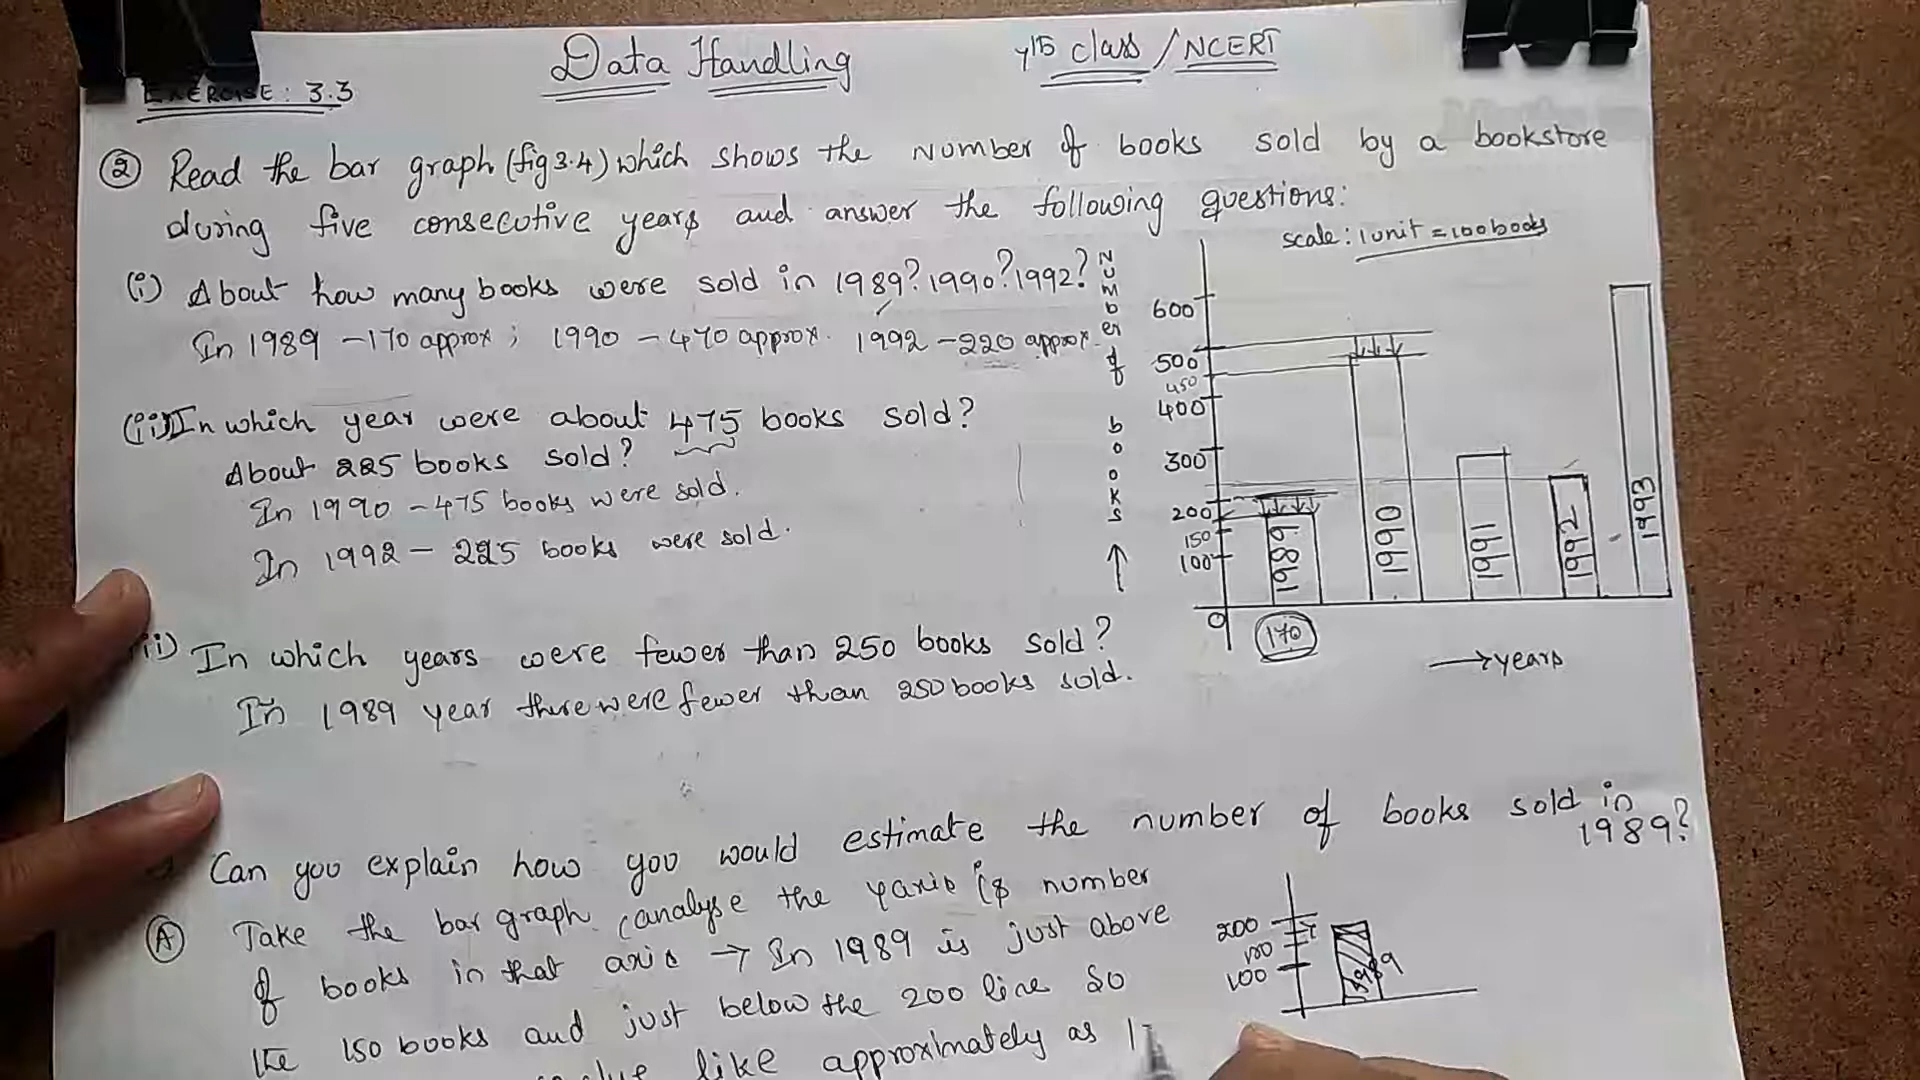 Data Handling
7th class / NCERT
EXERCISE: 3.3
② Read the bar graph (fig 3.4) which shows the number of books sold by a bookstore
during five consecutive years and answer the following questions:
scale: 1 unit = 100 books
(i) About how many books were sold in 1989? 1990? 1992?
In 1989 - 170 approx ; 1990 - 470 approx. 1992 - 220 approx.
(ii) In which year were about 475 books sold?
About 225 books sold?
In 1990 - 475 books were sold.
In 1992 - 225 books were sold.
Number of books
600
500
450
400
300
200
150
100
0
1989
1990
1991
1992
1993
170
→ years
ii) In which years were fewer than 250 books sold?
In 1989 year there were fewer than 250 books sold.
Can you explain how you would estimate the number of books sold in
1989?
(A) Take the bar graph (analyse the yaxis is number
of books in that axis → In 1989 is just above
the 150 books and just below the 200 line so
like approximately as 1
200
100
1989